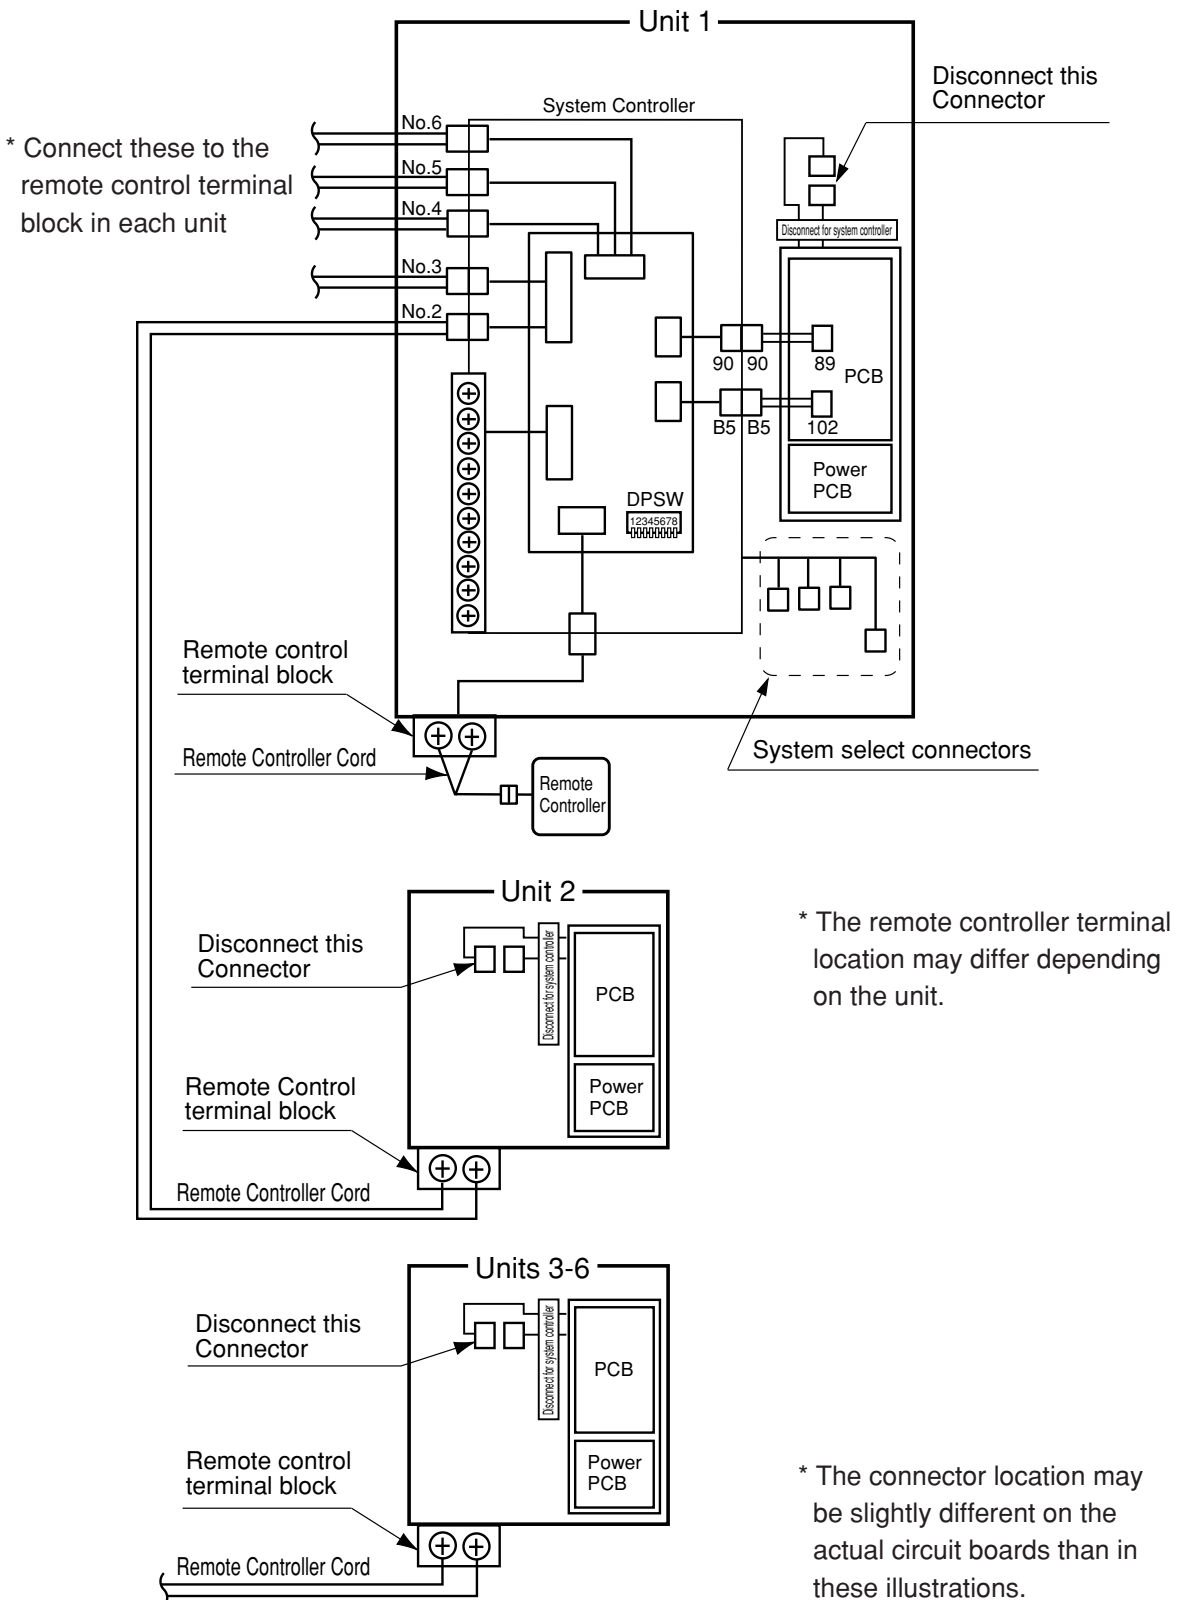 Unit 1
Disconnect this
Connector
System Controller
* Connect these to the
remote control terminal
block in each unit
No.6
No.5
No.4
No.3
No.2
Disconnect for system controller
90 90 89
PCB
B5 B5 102
Power
PCB
DPSW
12345678
Remote control
terminal block
Remote Controller Cord
System select connectors
Remote
Controller
Unit 2
Disconnect this
Connector
Disconnect for system controller
PCB
* The remote controller terminal
location may differ depending
on the unit.
Remote Control
terminal block
Power
PCB
Remote Controller Cord
Units 3-6
Disconnect this
Connector
Disconnect for system controller
PCB
Remote control
terminal block
Power
PCB
Remote Controller Cord
* The connector location may
be slightly different on the
actual circuit boards than in
these illustrations.